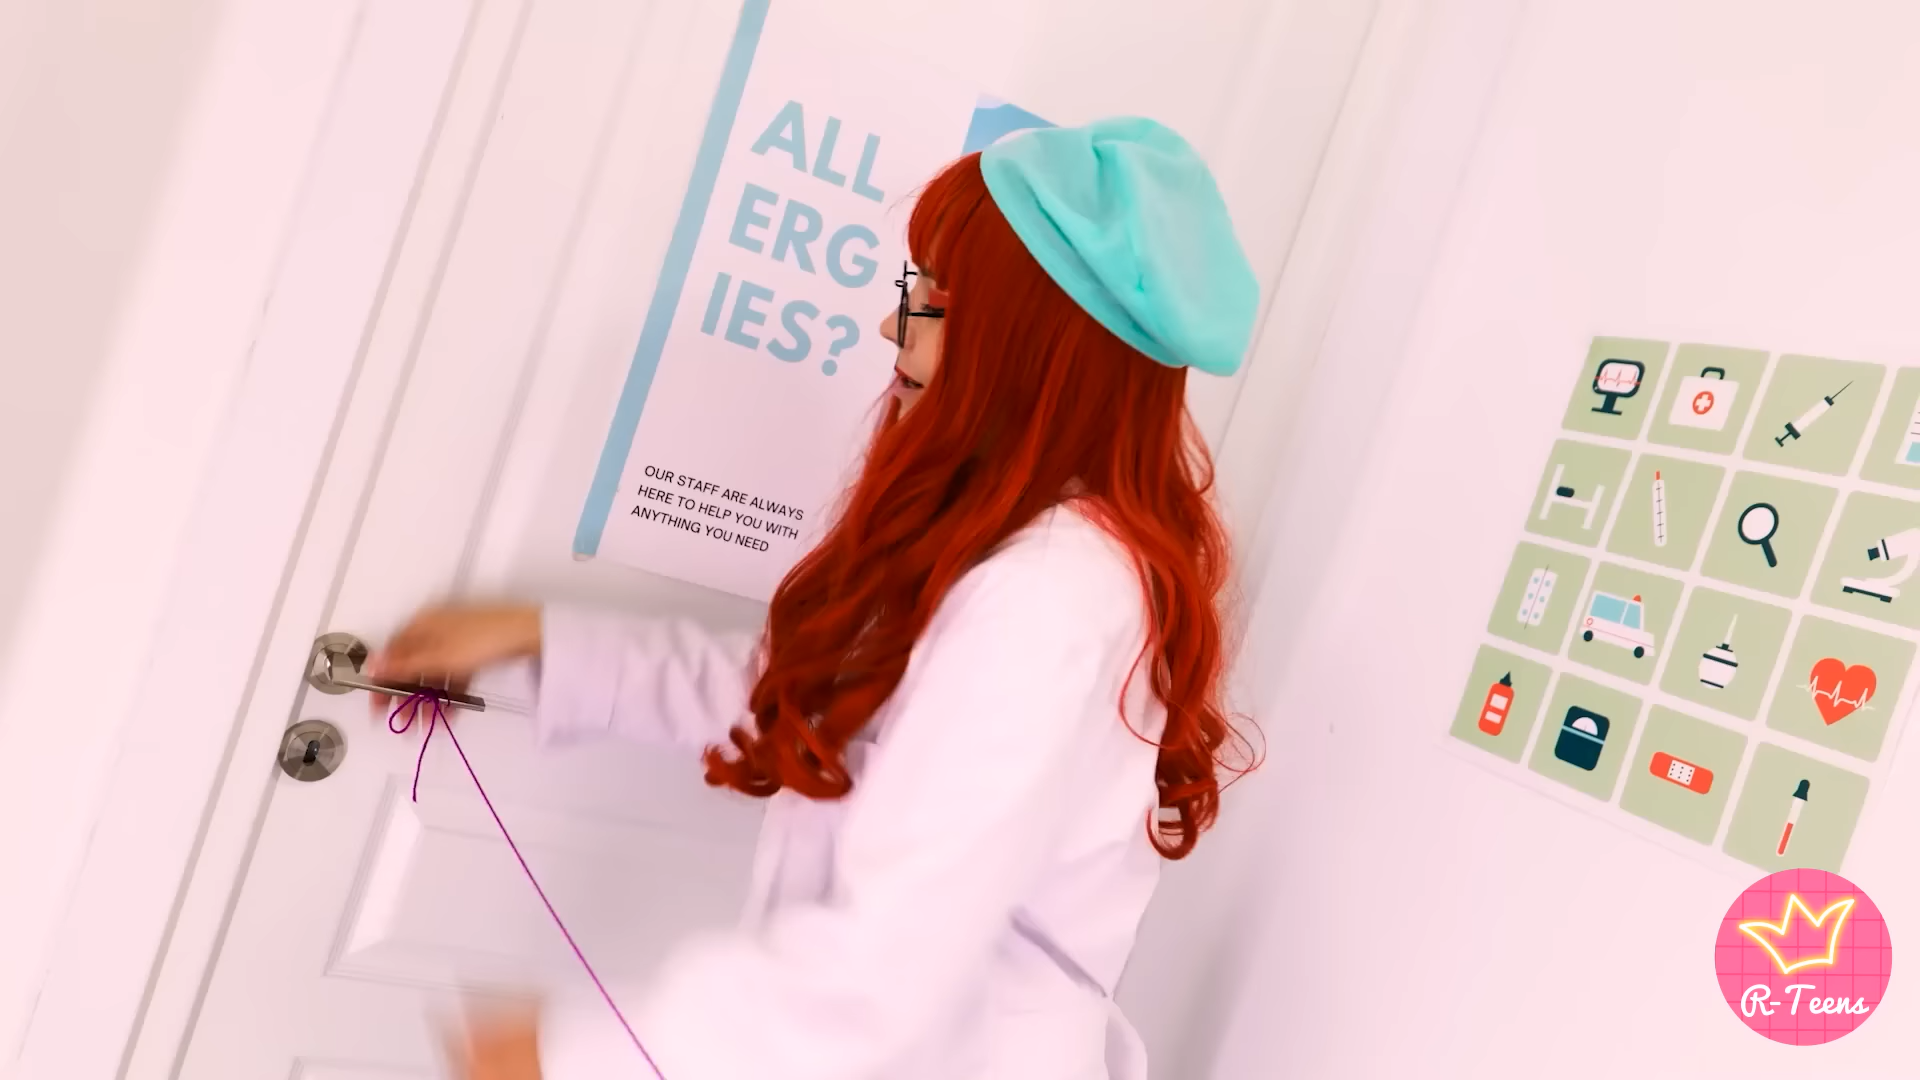 ALL
ERG
IES?
OUR STAFF ARE ALWAYS
HERE TO HELP YOU WITH
ANYTHING YOU NEED
R-Teens